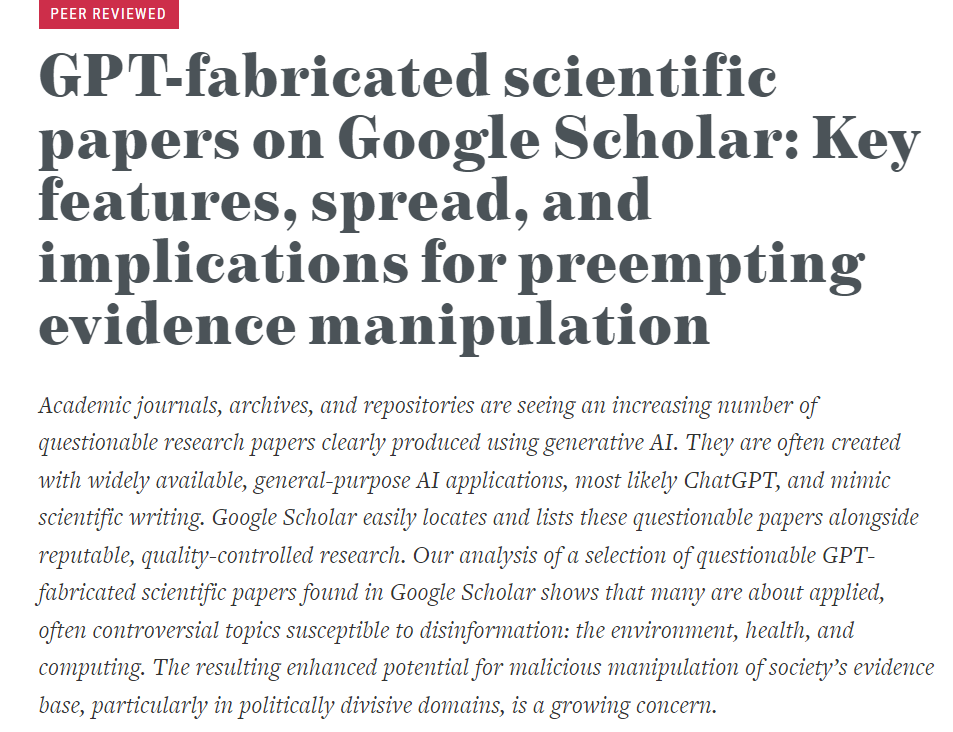 PEER REVIEWED
GPT-fabricated scientific
papers on Google Scholar: Key
features, spread, and
implications for preempting
evidence manipulation
Academic journals, archives, and repositories are seeing an increasing number of
questionable research papers clearly produced using generative AI. They are often created
with widely available, general-purpose AI applications, most likely ChatGPT, and mimic
scientific writing. Google Scholar easily locates and lists these questionable papers alongside
reputable, quality-controlled research. Our analysis of a selection of questionable GPT-
fabricated scientific papers found in Google Scholar shows that many are about applied,
often controversial topics susceptible to disinformation: the environment, health, and
computing. The resulting enhanced potential for malicious manipulation of society’s evidence
base, particularly in politically divisive domains, is a growing concern.